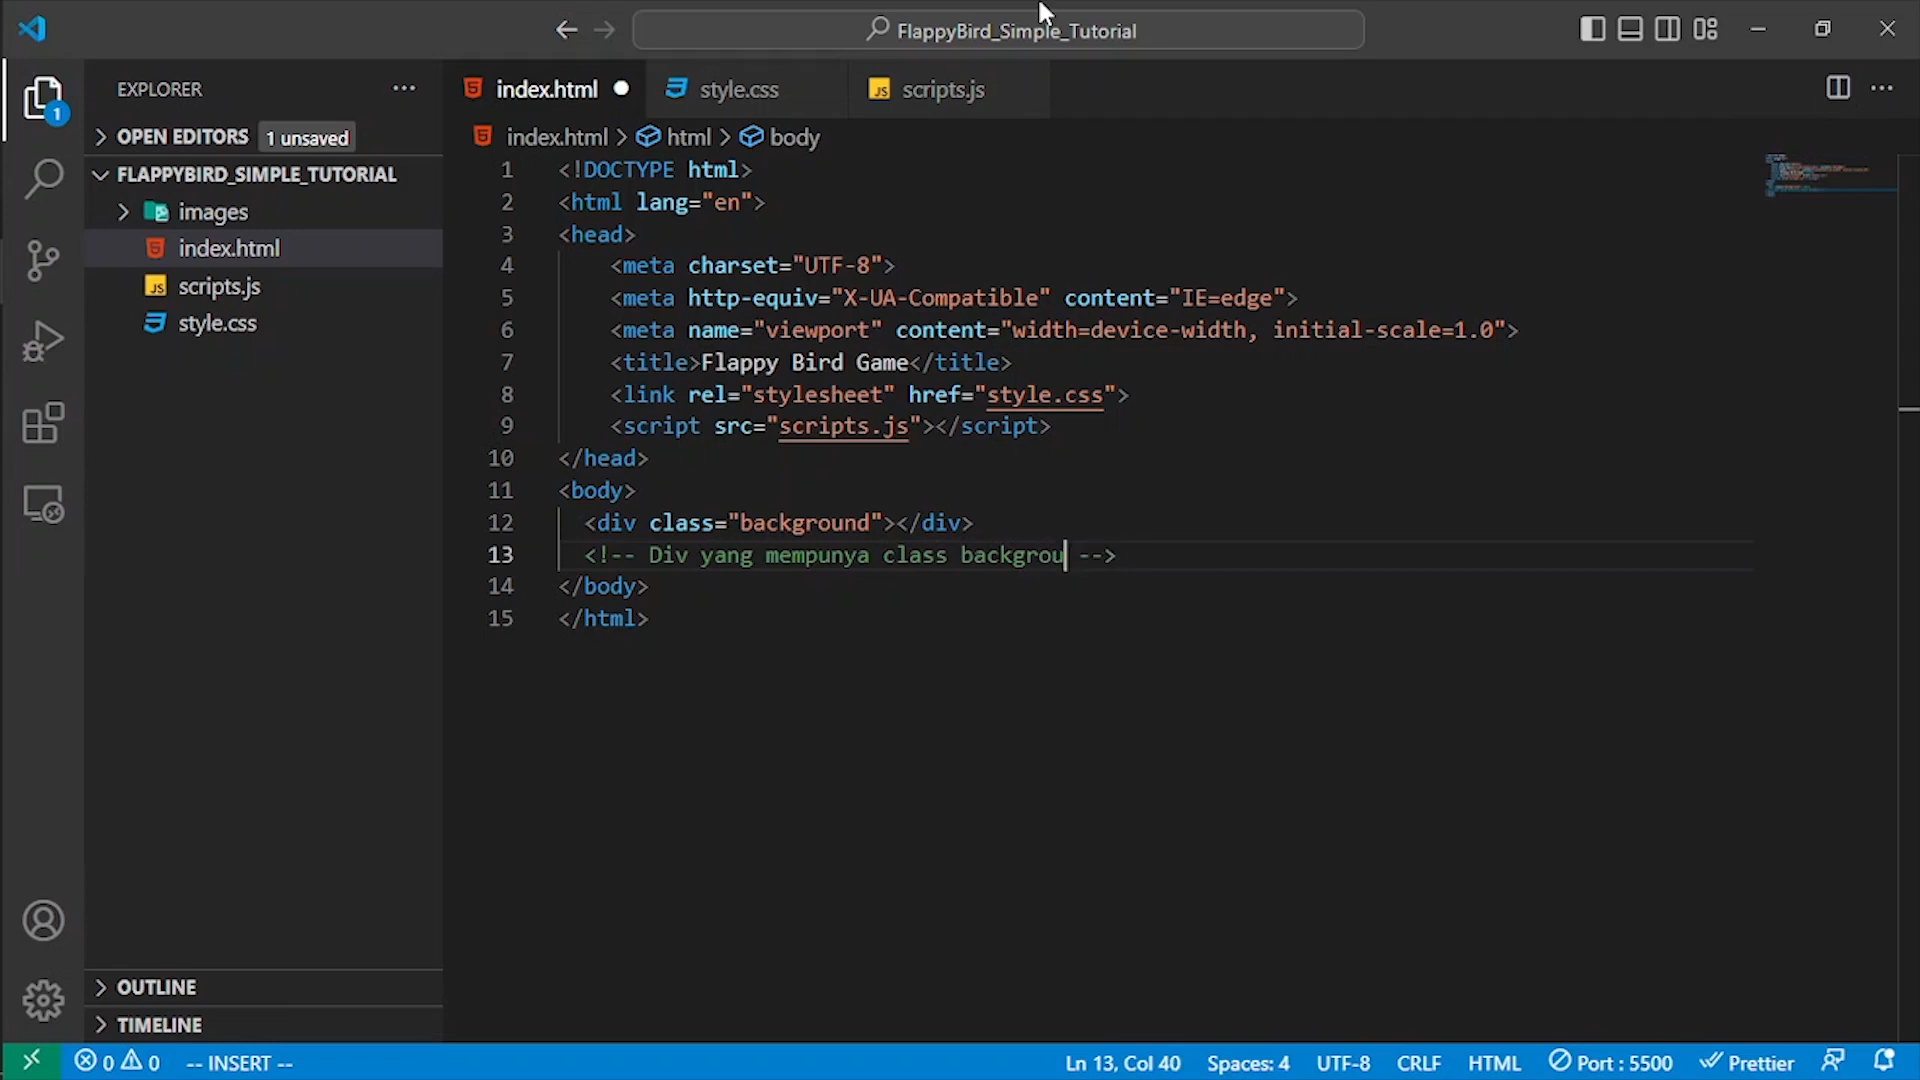 FlappyBird_Simple_Tutorial
EXPLORER
index.html
style.css
scripts.js
1
OPEN EDITORS 1 unsaved
index.html > html > body
FLAPPYBIRD_SIMPLE_TUTORIAL
images
index.html
scripts.js
style.css
1 <!DOCTYPE html>
2 <html lang="en">
3 <head>
4 <meta charset="UTF-8">
5 <meta http-equiv="X-UA-Compatible" content="IE=edge">
6 <meta name="viewport" content="width=device-width, initial-scale=1.0">
7 <title>Flappy Bird Game</title>
8 <link rel="stylesheet" href="style.css">
9 <script src="scripts.js"></script>
10 </head>
11 <body>
12 <div class="background"></div>
13 <!-- Div yang mempunya class backgrou -->
14 </body>
15 </html>
OUTLINE
TIMELINE
0 0 -- INSERT -- Ln 13, Col 40 Spaces: 4 UTF-8 CRLF HTML Port : 5500 Prettier